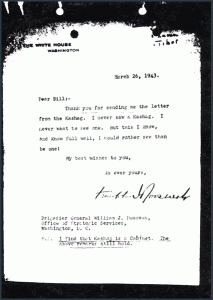 THE WHITE HOUSE
WASHINGTON
March 26, 1943.
Dear Bill:-
Thank you for sending me the letter
from the Kashag. I never saw a Kashag. I
never want to see one. But this I know,
and know full well, I would rather see than
be one!
My best wishes to you,
As ever yours,
Brigadier General William J. Donovan,
Office of Strategic Services,
Washington, D. C.
I find that Kashag is a Cabinet. The
above remarks still hold.